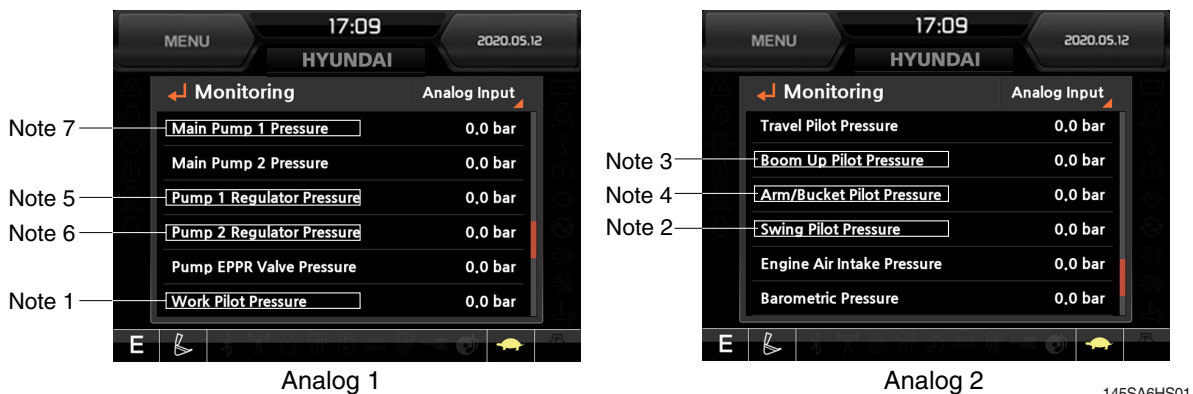 MENU
17:09
2020.05.12
HYUNDAI
Monitoring
Analog Input
Note 7
Main Pump 1 Pressure
0.0 bar
Main Pump 2 Pressure
0.0 bar
Note 5
Pump 1 Regulator Pressure
0.0 bar
Note 6
Pump 2 Regulator Pressure
0.0 bar
Pump EPPR Valve Pressure
0.0 bar
Note 1
Work Pilot Pressure
0.0 bar
E
Analog 1
MENU
17:09
2020.05.12
HYUNDAI
Monitoring
Analog Input
Travel Pilot Pressure
0.0 bar
Note 3
Boom Up Pilot Pressure
0.0 bar
Note 4
Arm/Bucket Pilot Pressure
0.0 bar
Note 2
Swing Pilot Pressure
0.0 bar
Engine Air Intake Pressure
0.0 bar
Barometric Pressure
0.0 bar
E
Analog 2
145SA6HS01